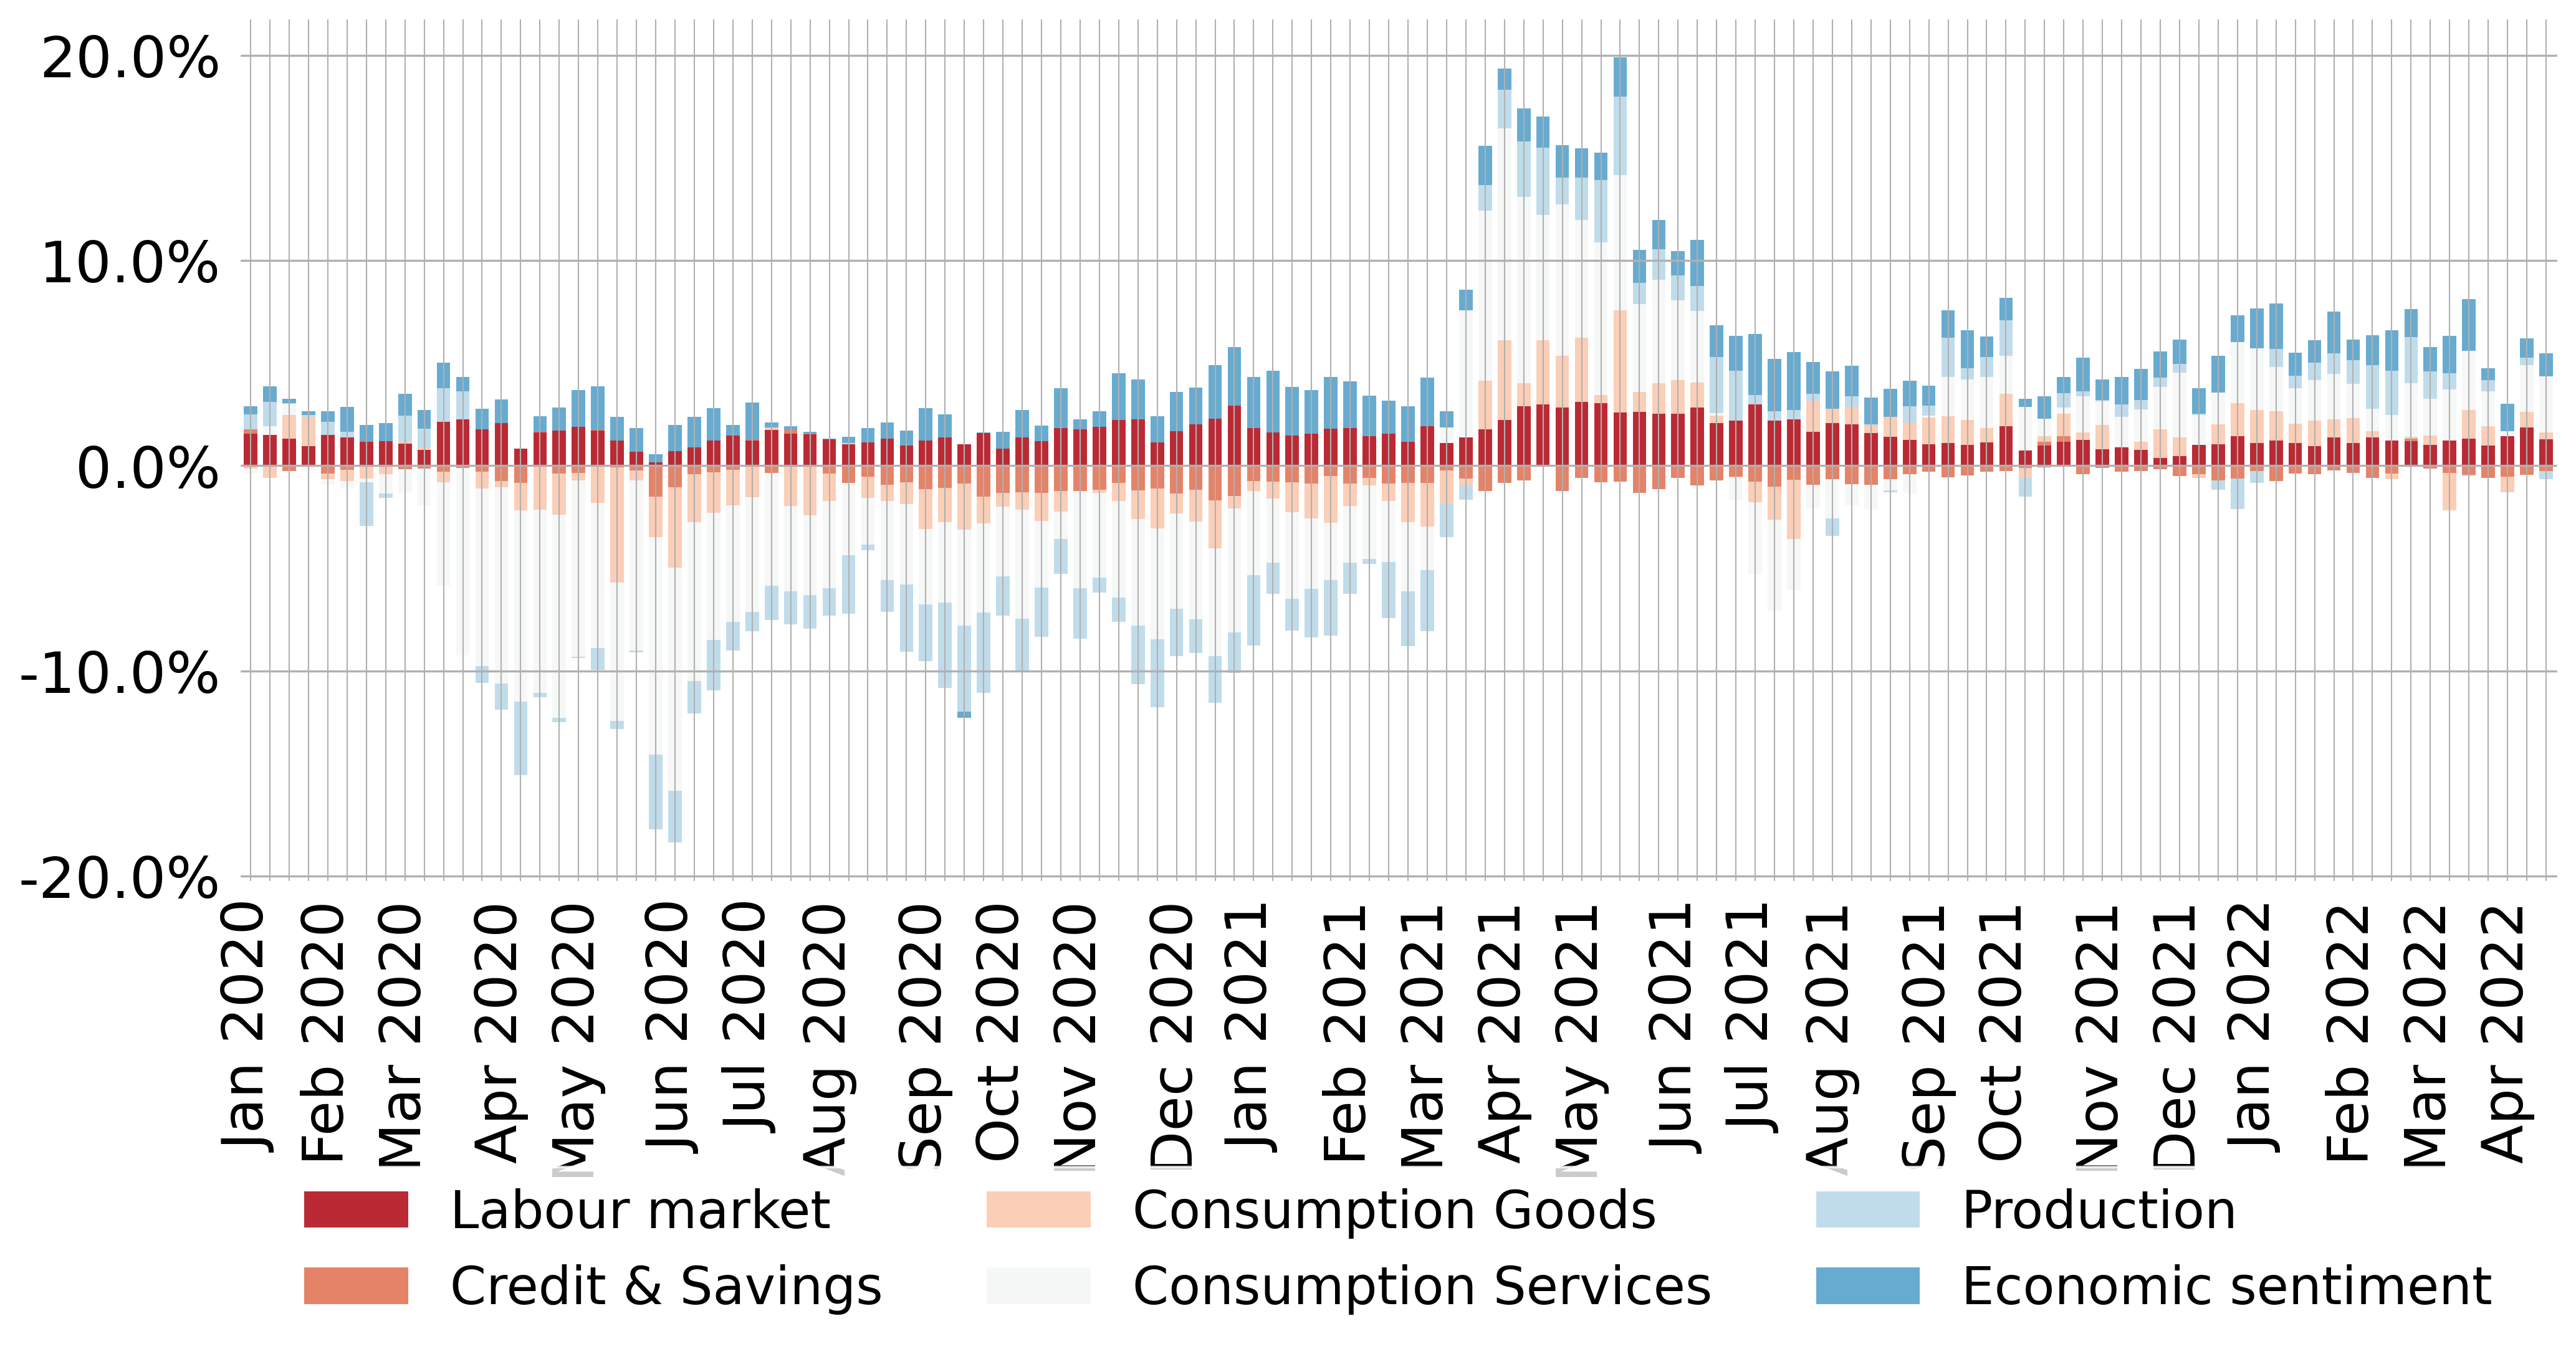 20.0%
10.0%
0.0%
-10.0%
-20.0%
Jan 2020
Feb 2020
Mar 2020
Apr 2020
May 2020
Jun 2020
Jul 2020
Aug 2020
Sep 2020
Oct 2020
Nov 2020
Dec 2020
Jan 2021
Feb 2021
Mar 2021
Apr 2021
May 2021
Jun 2021
Jul 2021
Aug 2021
Sep 2021
Oct 2021
Nov 2021
Dec 2021
Jan 2022
Feb 2022
Mar 2022
Apr 2022
Labour market
Consumption Goods
Production
Credit & Savings
Consumption Services
Economic sentiment